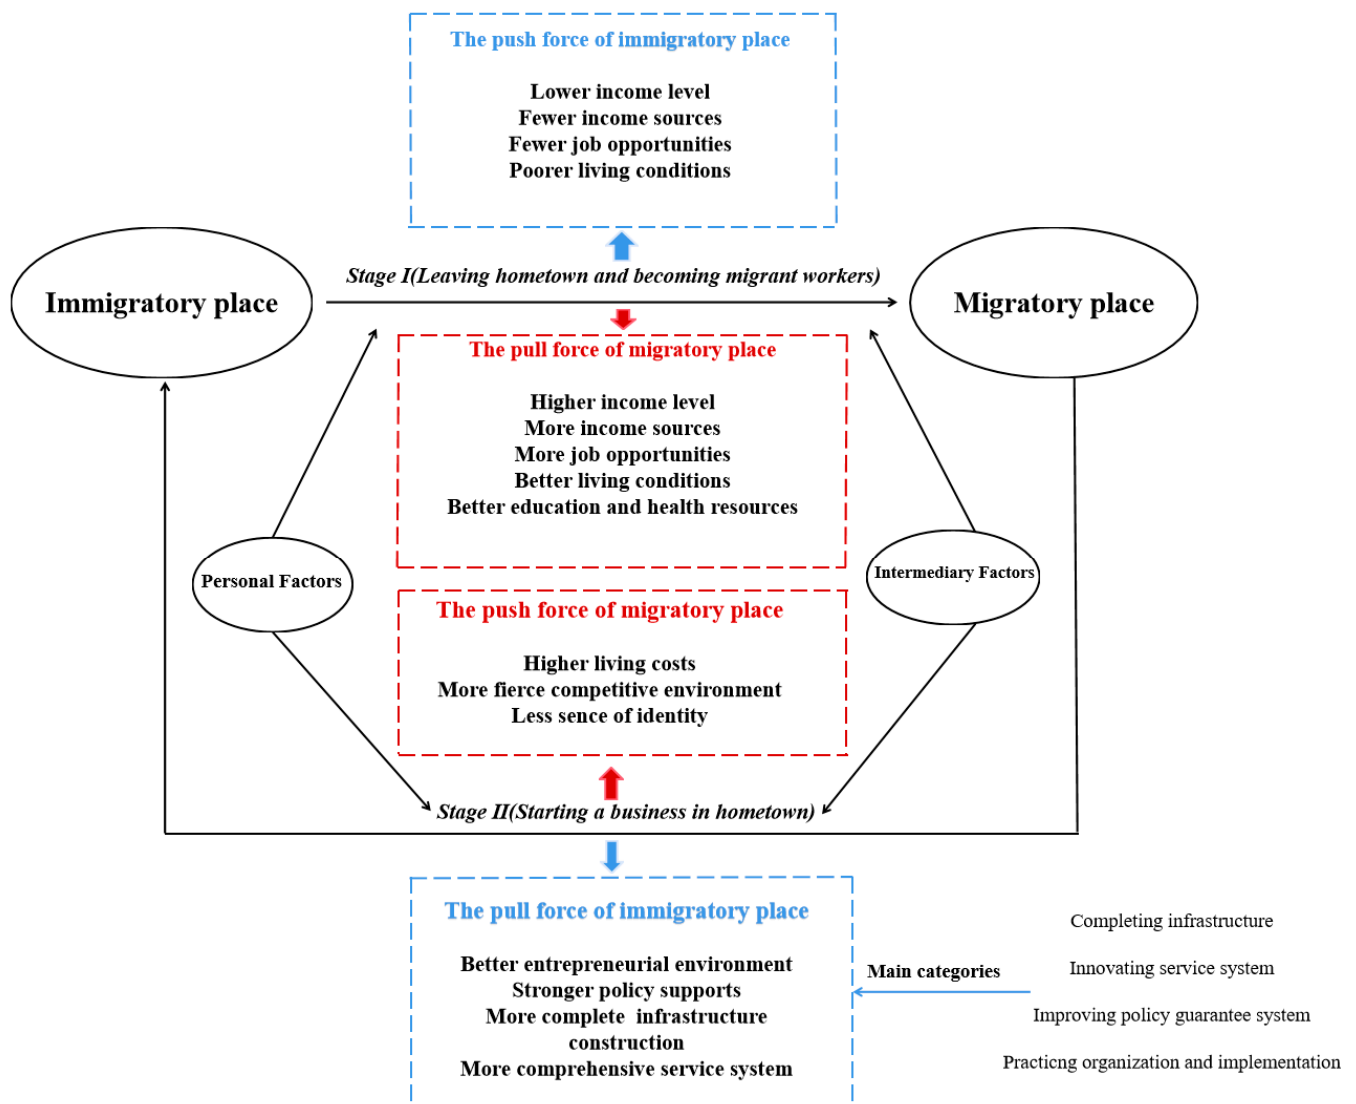 The push force of immigratory place
Lower income level
Fewer income sources
Fewer job opportunities
Poorer living conditions
Stage I(Leaving hometown and becoming migrant workers)
Immigratory place
Migratory place
The pull force of migratory place
Higher income level
More income sources
More job opportunities
Better living conditions
Better education and health resources
Personal Factors
Intermediary Factors
The push force of migratory place
Higher living costs
More fierce competitive environment
Less sence of identity
Stage II(Starting a business in hometown)
The pull force of immigratory place
Better entrepreneurial environment
Stronger policy supports
More complete infrastructure
construction
More comprehensive service system
Main categories
Completing infrastructure
Innovating service system
Improving policy guarantee system
Practicng organization and implementation